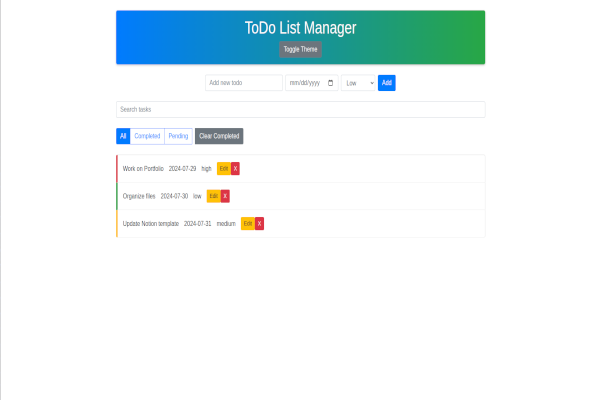 ToDo List Manager
Toggle Theme
Add new todo mm/dd/yyyy Low Add
Search tasks
All Completed Pending Clear Completed
Work on Portfolio 2024-07-29 high Edit X
Organize files 2024-07-30 low Edit X
Update Notion template 2024-07-31 medium Edit X